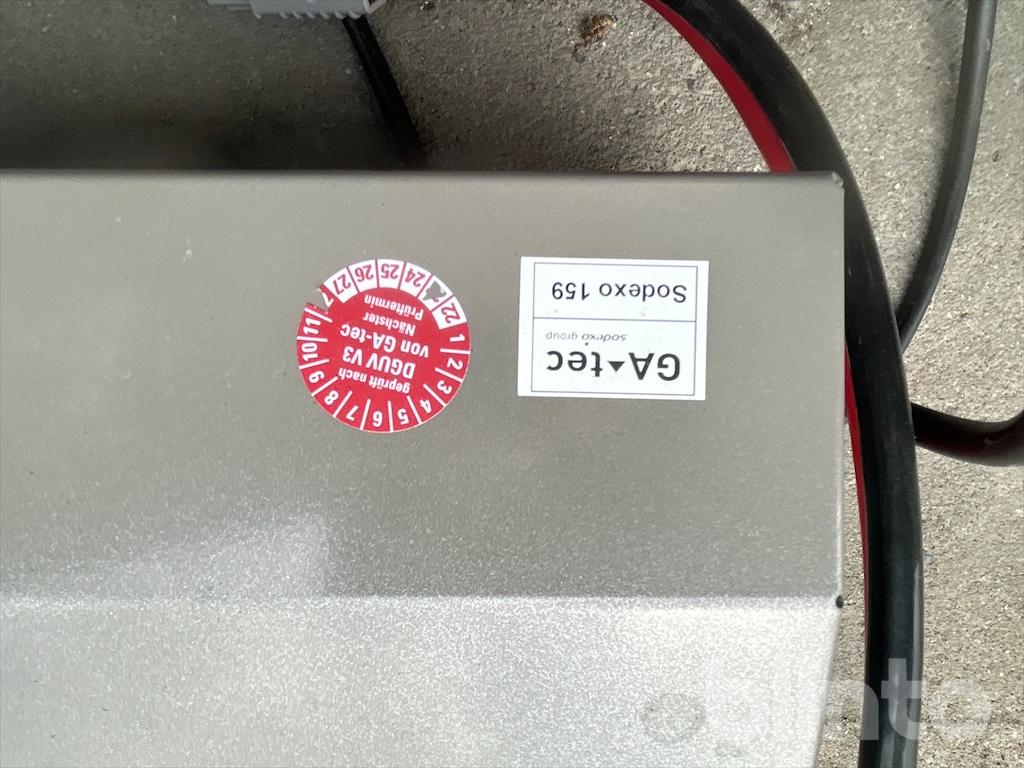 Sodexo 159
GA tec
sodexo group
geprüft nach
DGUV V3
von GA-tec
Nächster
Prüftermin
1 2 3 4 5 6 7 8 9 10 11
22 24 25 26 27